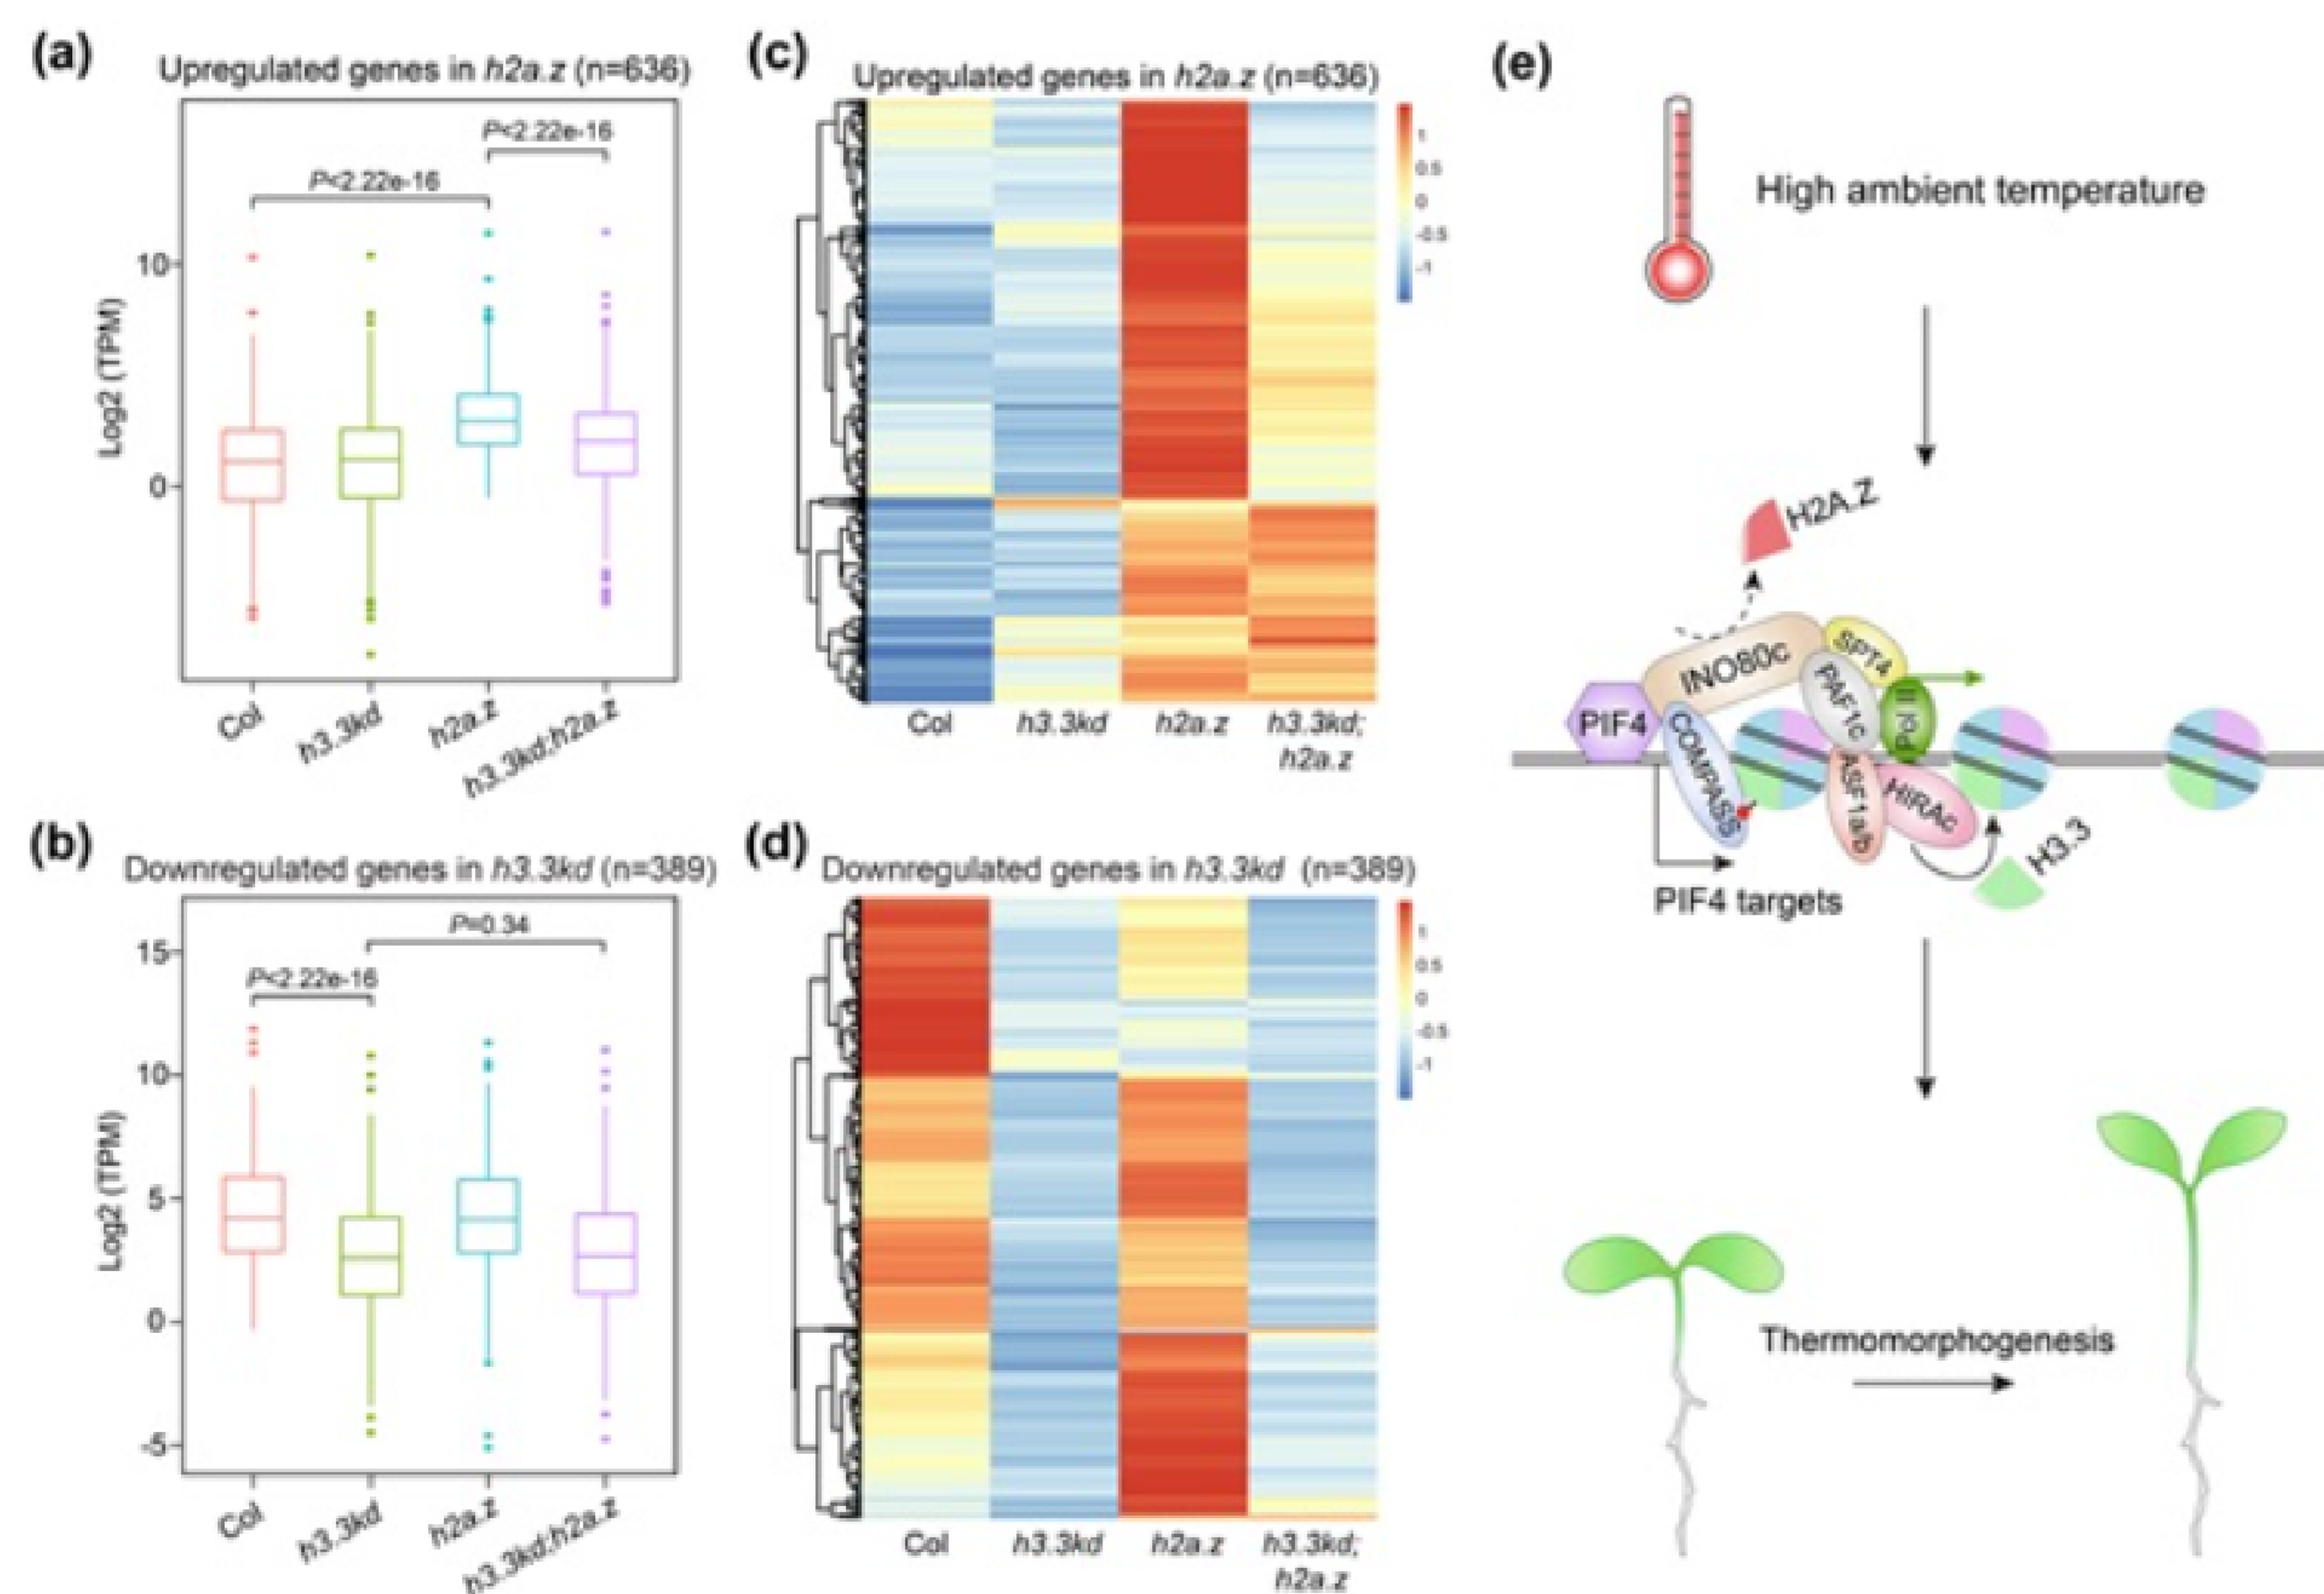 (a)
Upregulated genes in h2a.z (n=636)
P<2.22e-16
P<2.22e-16
10
0
Log2 (TPM)
Col
h3.3kd
h2a.z
h3.3kd;h2a.z
(b)
Downregulated genes in h3.3kd (n=389)
P=0.34
P<2.22e-16
15
10
5
0
-5
Log2 (TPM)
Col
h3.3kd
h2a.z
h3.3kd;h2a.z
(c)
Upregulated genes in h2a.z (n=636)
1
0.5
0
-0.5
-1
Col
h3.3kd
h2a.z
h3.3kd;
h2a.z
(d)
Downregulated genes in h3.3kd (n=389)
1
0.5
0
-0.5
-1
Col
h3.3kd
h2a.z
h3.3kd;
h2a.z
(e)
High ambient temperature
H2A.Z
INO80c
SPT4
PAF1c
Pol II
PIF4
COMPASS
ASF1a/b
HIRAc
H3.3
PIF4 targets
Thermomorphogenesis